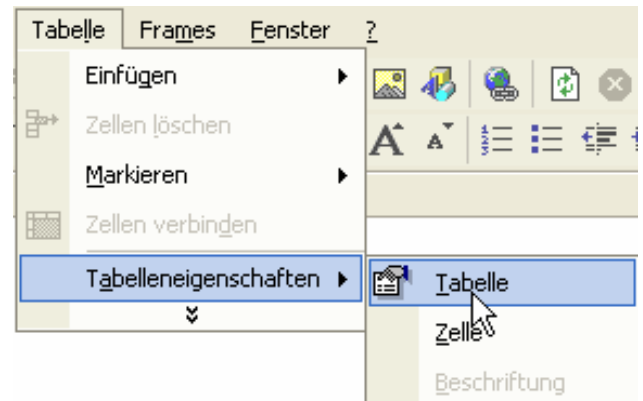 Tabelle Frames Fenster ?
Einfügen
Zellen löschen
Markieren
Zellen verbinden
Tabelleneigenschaften
Tabelle
Zelle
Beschriftung